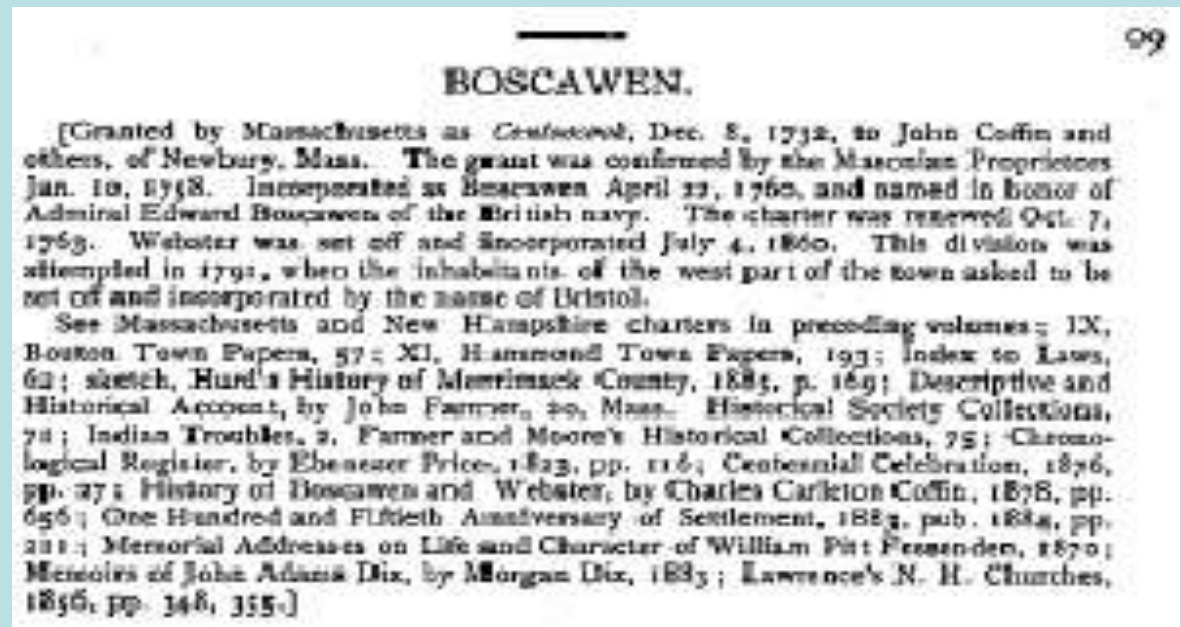 99
BOSCAWEN.
[Granted by Massachusetts as Contoocook, Dec. 8, 1732, to John Coffin and
others, of Newbury, Mass. The grant was confirmed by the Masonian Proprietors
Jan. 10, 1758. Incorporated as Boscawen April 22, 1760, and named in honor of
Admiral Edward Boscawen of the British navy. The charter was renewed Oct. 7,
1763. Webster was set off and incorporated July 4, 1860. This division was
attempted in 1791, when the inhabitants of the west part of the town asked to be
set off and incorporated by the name of Bristol.
See Massachusetts and New Hampshire charters in preceding volumes; IX,
Bouton Town Papers, 57; XI, Hammond Town Papers, 193; Index to Laws,
62; sketch, Hurd's History of Merrimack County, 1885, p. 169; Descriptive and
Historical Account, by John Farmer, 20, Mass. Historical Society Collections,
71; Indian Troubles, 2, Farmer and Moore's Historical Collections, 75; Chrono-
logical Register, by Ebenezer Price, 1823, pp. 116; Centennial Celebration, 1876,
pp. 27; History of Boscawen and Webster, by Charles Carleton Coffin, 1878, pp.
656; One Hundred and Fiftieth Anniversary of Settlement, 1883, pub. 1884, pp.
Memorial Addresses on Life and Character of William Pitt Fessenden, 1870;
Memoirs of John Adams Dix, by Morgan Dix, 1883; Lawrence's N. H. Churches,
1856, pp. 348, 355.]